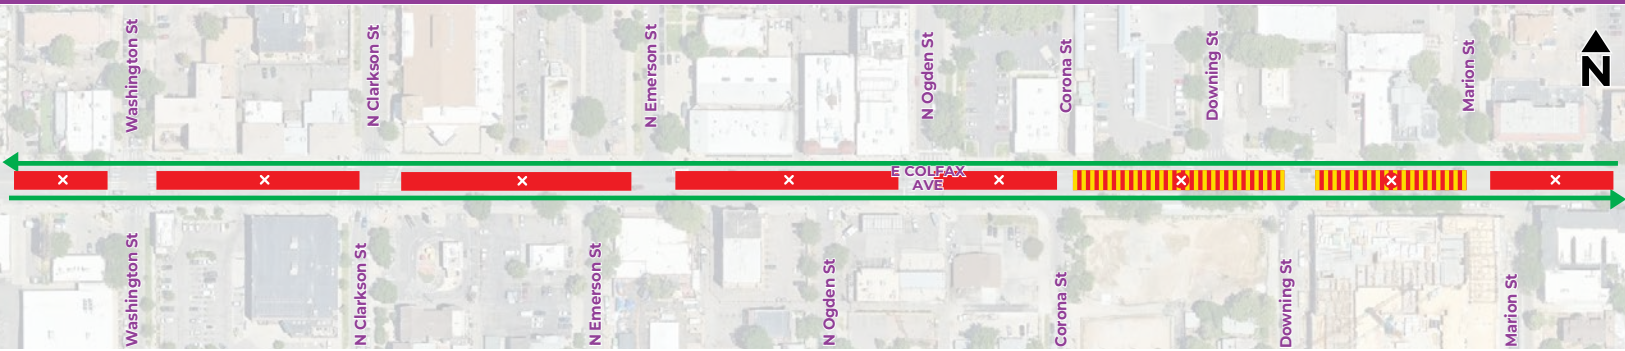 Washington St
N Clarkson St
N Emerson St
N Ogden St
Corona St
Downing St
Marion St
N
E COLFAX
AVE
Washington St
N Clarkson St
N Emerson St
N Ogden St
Corona St
Downing St
Marion St